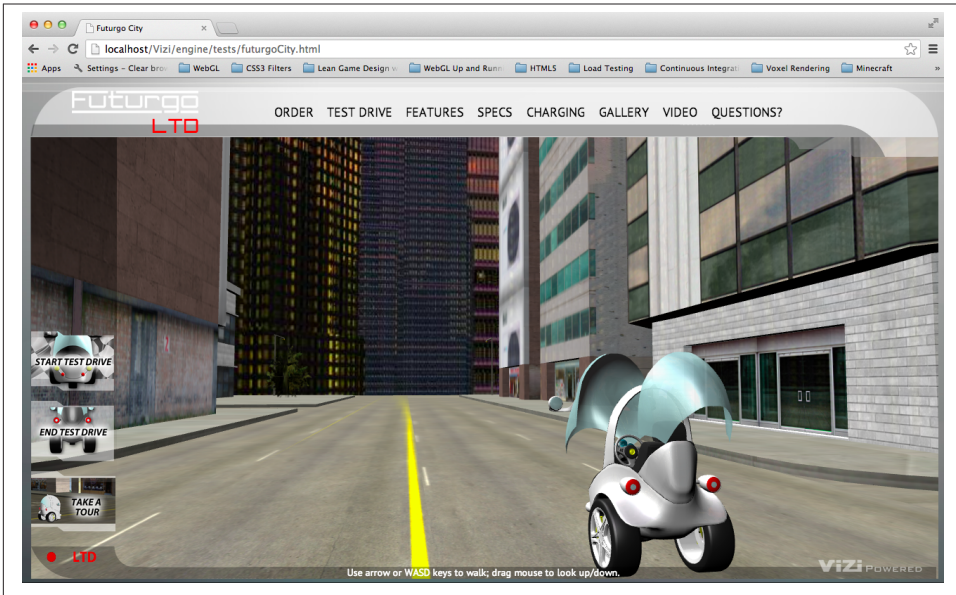 Futurgo City
localhost/Vizi/engine/tests/futurgoCity.html
Apps Settings – Clear brow WebGL CSS3 Filters Lean Game Design w WebGL Up and Runni HTML5 Load Testing Continuous Integrati Voxel Rendering Minecraft »
Futurgo
LTD
ORDER TEST DRIVE FEATURES SPECS CHARGING GALLERY VIDEO QUESTIONS?
START TEST DRIVE
END TEST DRIVE
TAKE A
TOUR
LTD
Use arrow or WASD keys to walk; drag mouse to look up/down.
ViZi POWERED